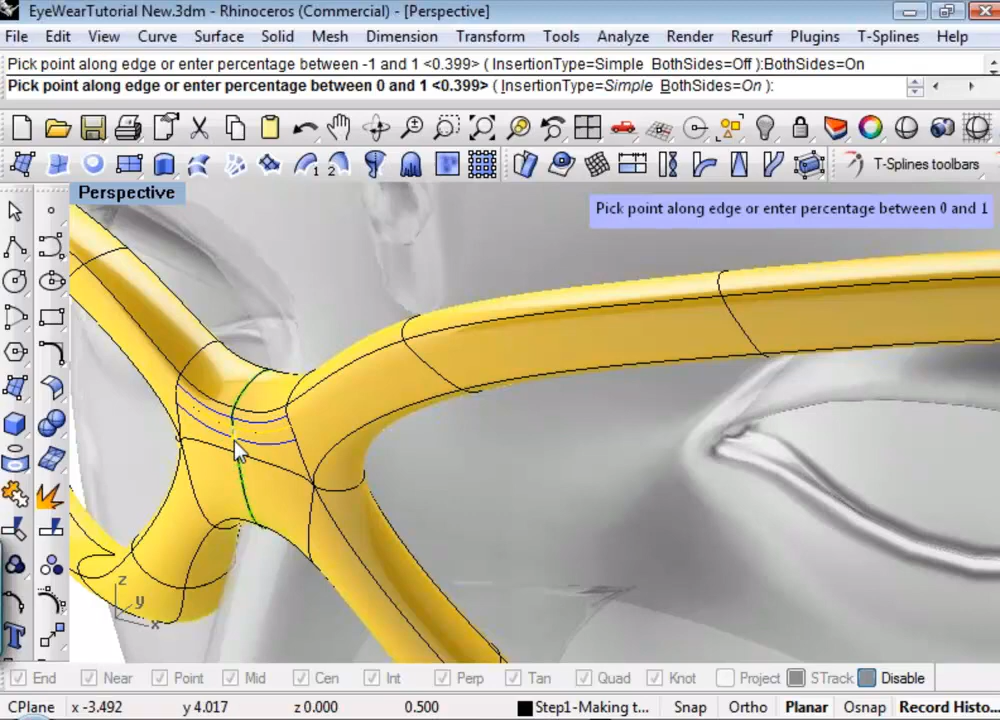 EyeWearTutorial New.3dm - Rhinoceros (Commercial) - [Perspective]
File Edit View Curve Surface Solid Mesh Dimension Transform Tools Analyze Render Resurf Plugins T-Splines Help
Pick point along edge or enter percentage between -1 and 1 <0.399> ( InsertionType=Simple BothSides=Off ):BothSides=On
Pick point along edge or enter percentage between 0 and 1 <0.399> ( InsertionType=Simple BothSides=On ):
1 2 T-Splines toolbars
Perspective
Pick point along edge or enter percentage between 0 and 1
z
y
x
End Near Point Mid Cen Int Perp Tan Quad Knot Project STrack Disable
CPlane x -3.492 y 4.017 z 0.000 0.500 Step1-Making t... Snap Ortho Planar Osnap Record Histo...